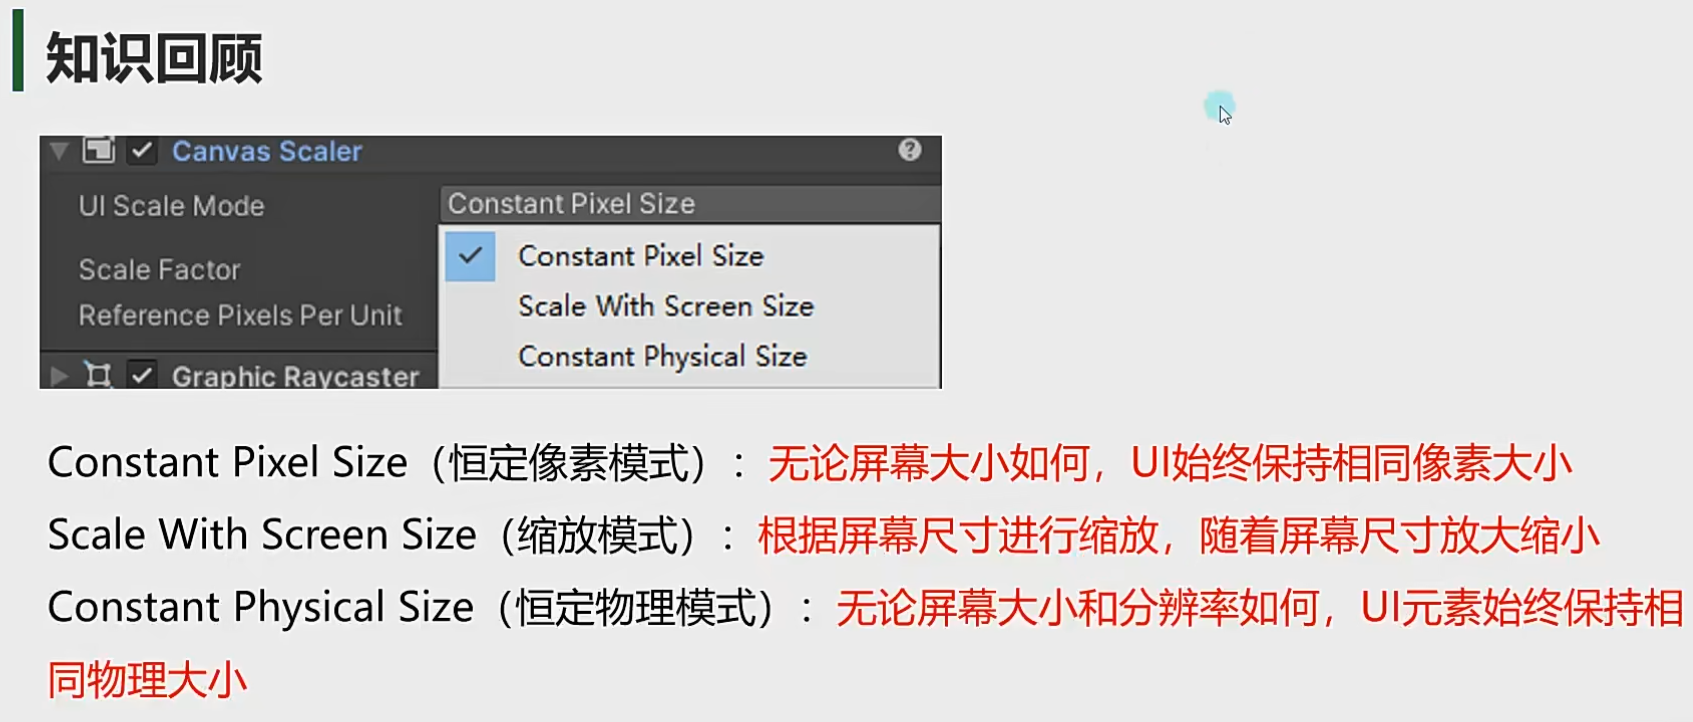 知识回顾
Canvas Scaler
UI Scale Mode
Constant Pixel Size
Constant Pixel Size
Scale Factor
Scale With Screen Size
Reference Pixels Per Unit
Constant Physical Size
Graphic Raycaster
Constant Pixel Size（恒定像素模式）：无论屏幕大小如何，UI始终保持相同像素大小
Scale With Screen Size（缩放模式）：根据屏幕尺寸进行缩放，随着屏幕尺寸放大缩小
Constant Physical Size（恒定物理模式）：无论屏幕大小和分辨率如何，UI元素始终保持相
同物理大小